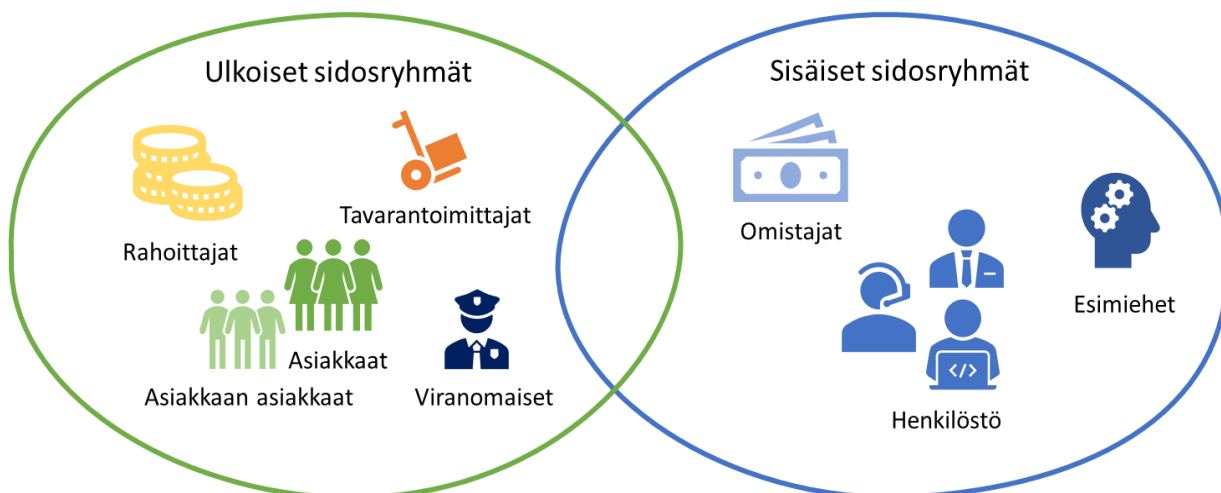 Ulkoiset sidosryhmät
Rahoittajat
Tavarantoimittajat
Asiakkaat
Asiakkaan asiakkaat
Viranomaiset
Sisäiset sidosryhmät
Omistajat
Esimiehet
</>
Henkilöstö